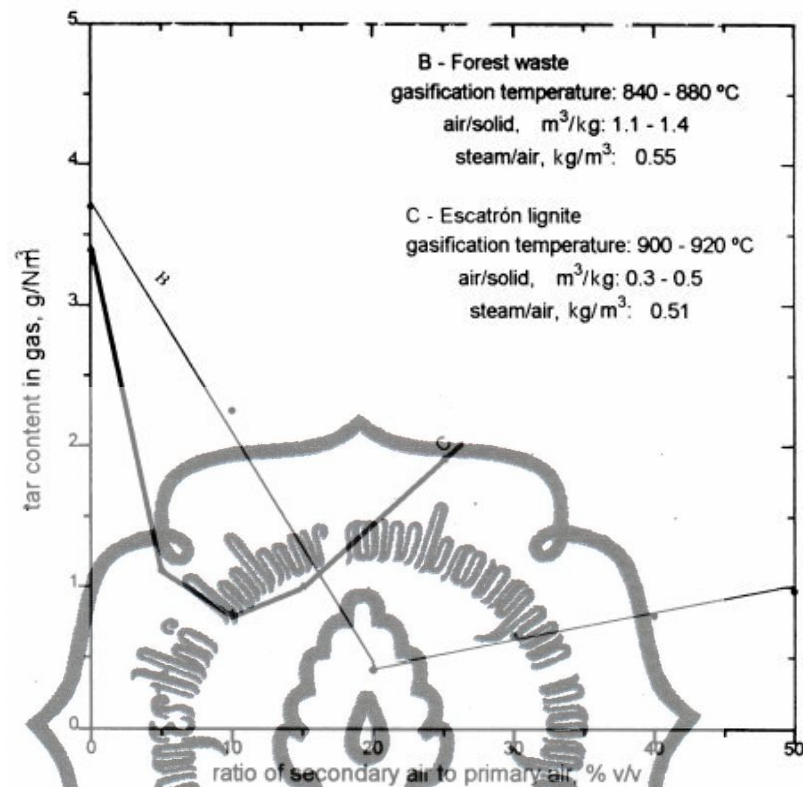 5
B - Forest waste
gasification temperature: 840 - 880 ºC
air/solid, m³/kg: 1.1 - 1.4
steam/air, kg/m³: 0.55
4
C - Escatrón lignite
gasification temperature: 900 - 920 ºC
air/solid, m³/kg: 0.3 - 0.5
steam/air, kg/m³: 0.51
B
3
tar content in gas, g/Nm³
2
C
1
0
0
10
20
30
40
50
ratio of secondary air to primary air, % v/v